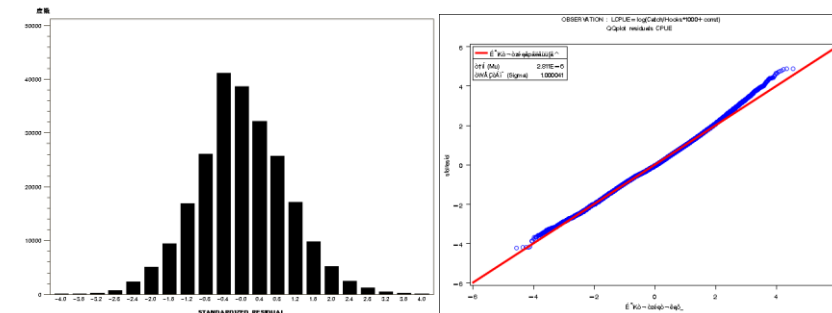 度数
50000
40000
30000
20000
10000
0
-4.0 -3.6 -3.2 -2.8 -2.4 -2.0 -1.6 -1.2 -0.8 -0.4 -0.0 0.4 0.8 1.2 1.6 2.0 2.4 2.8 3.2 3.6 4.0
STANDARDIZED RESIDUAL
OBSERVATION : LCPUE=log(Catch/Hooks*1000+const)
QQplot residuals CPUE
(Mu) 2.811E-6
(Sigma) 1.000041
6
4
2
0
-2
-4
-6
-6 -4 -2 0 2 4